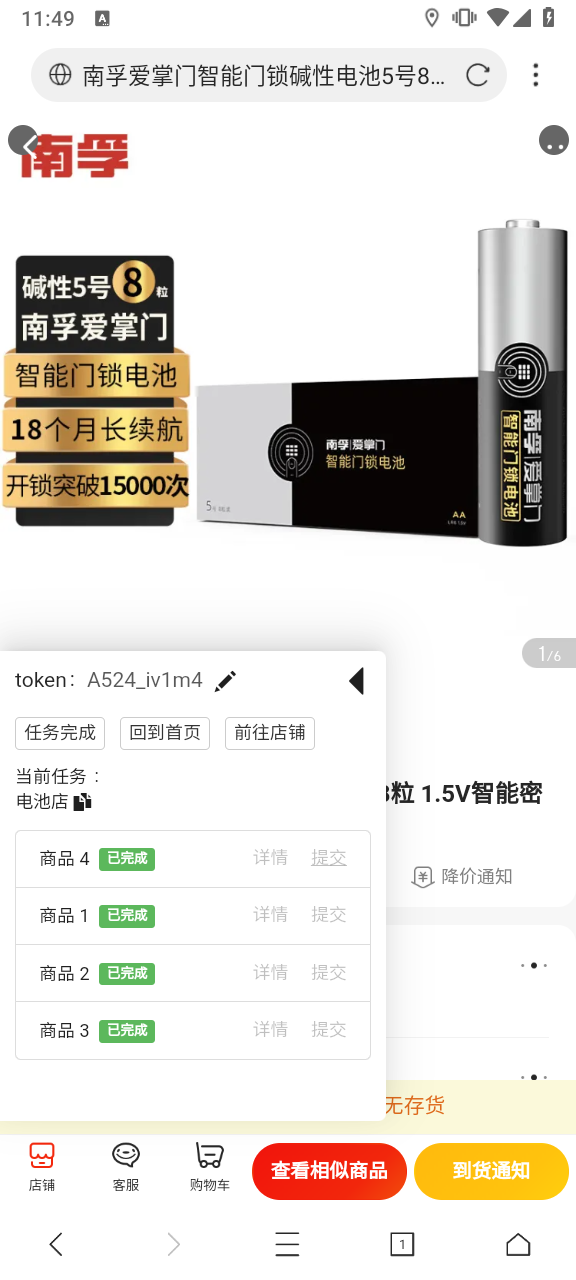 11:49
A
南孚爱掌门智能门锁碱性电池5号8...
南孚
碱性5号8粒
南孚爱掌门
智能门锁电池
18个月长续航
开锁突破15000次
南孚|爱掌门
智能门锁电池
AA
南孚|爱掌门
智能门锁电池
1/6
token: A524_iv1m4
任务完成 回到首页 前往店铺
当前任务：
电池店
粒 1.5V智能密
降价通知
商品 4 已完成 详情 提交
商品 1 已完成 详情 提交
商品 2 已完成 详情 提交
商品 3 已完成 详情 提交
无存货
店铺 客服 购物车 查看相似商品 到货通知
1